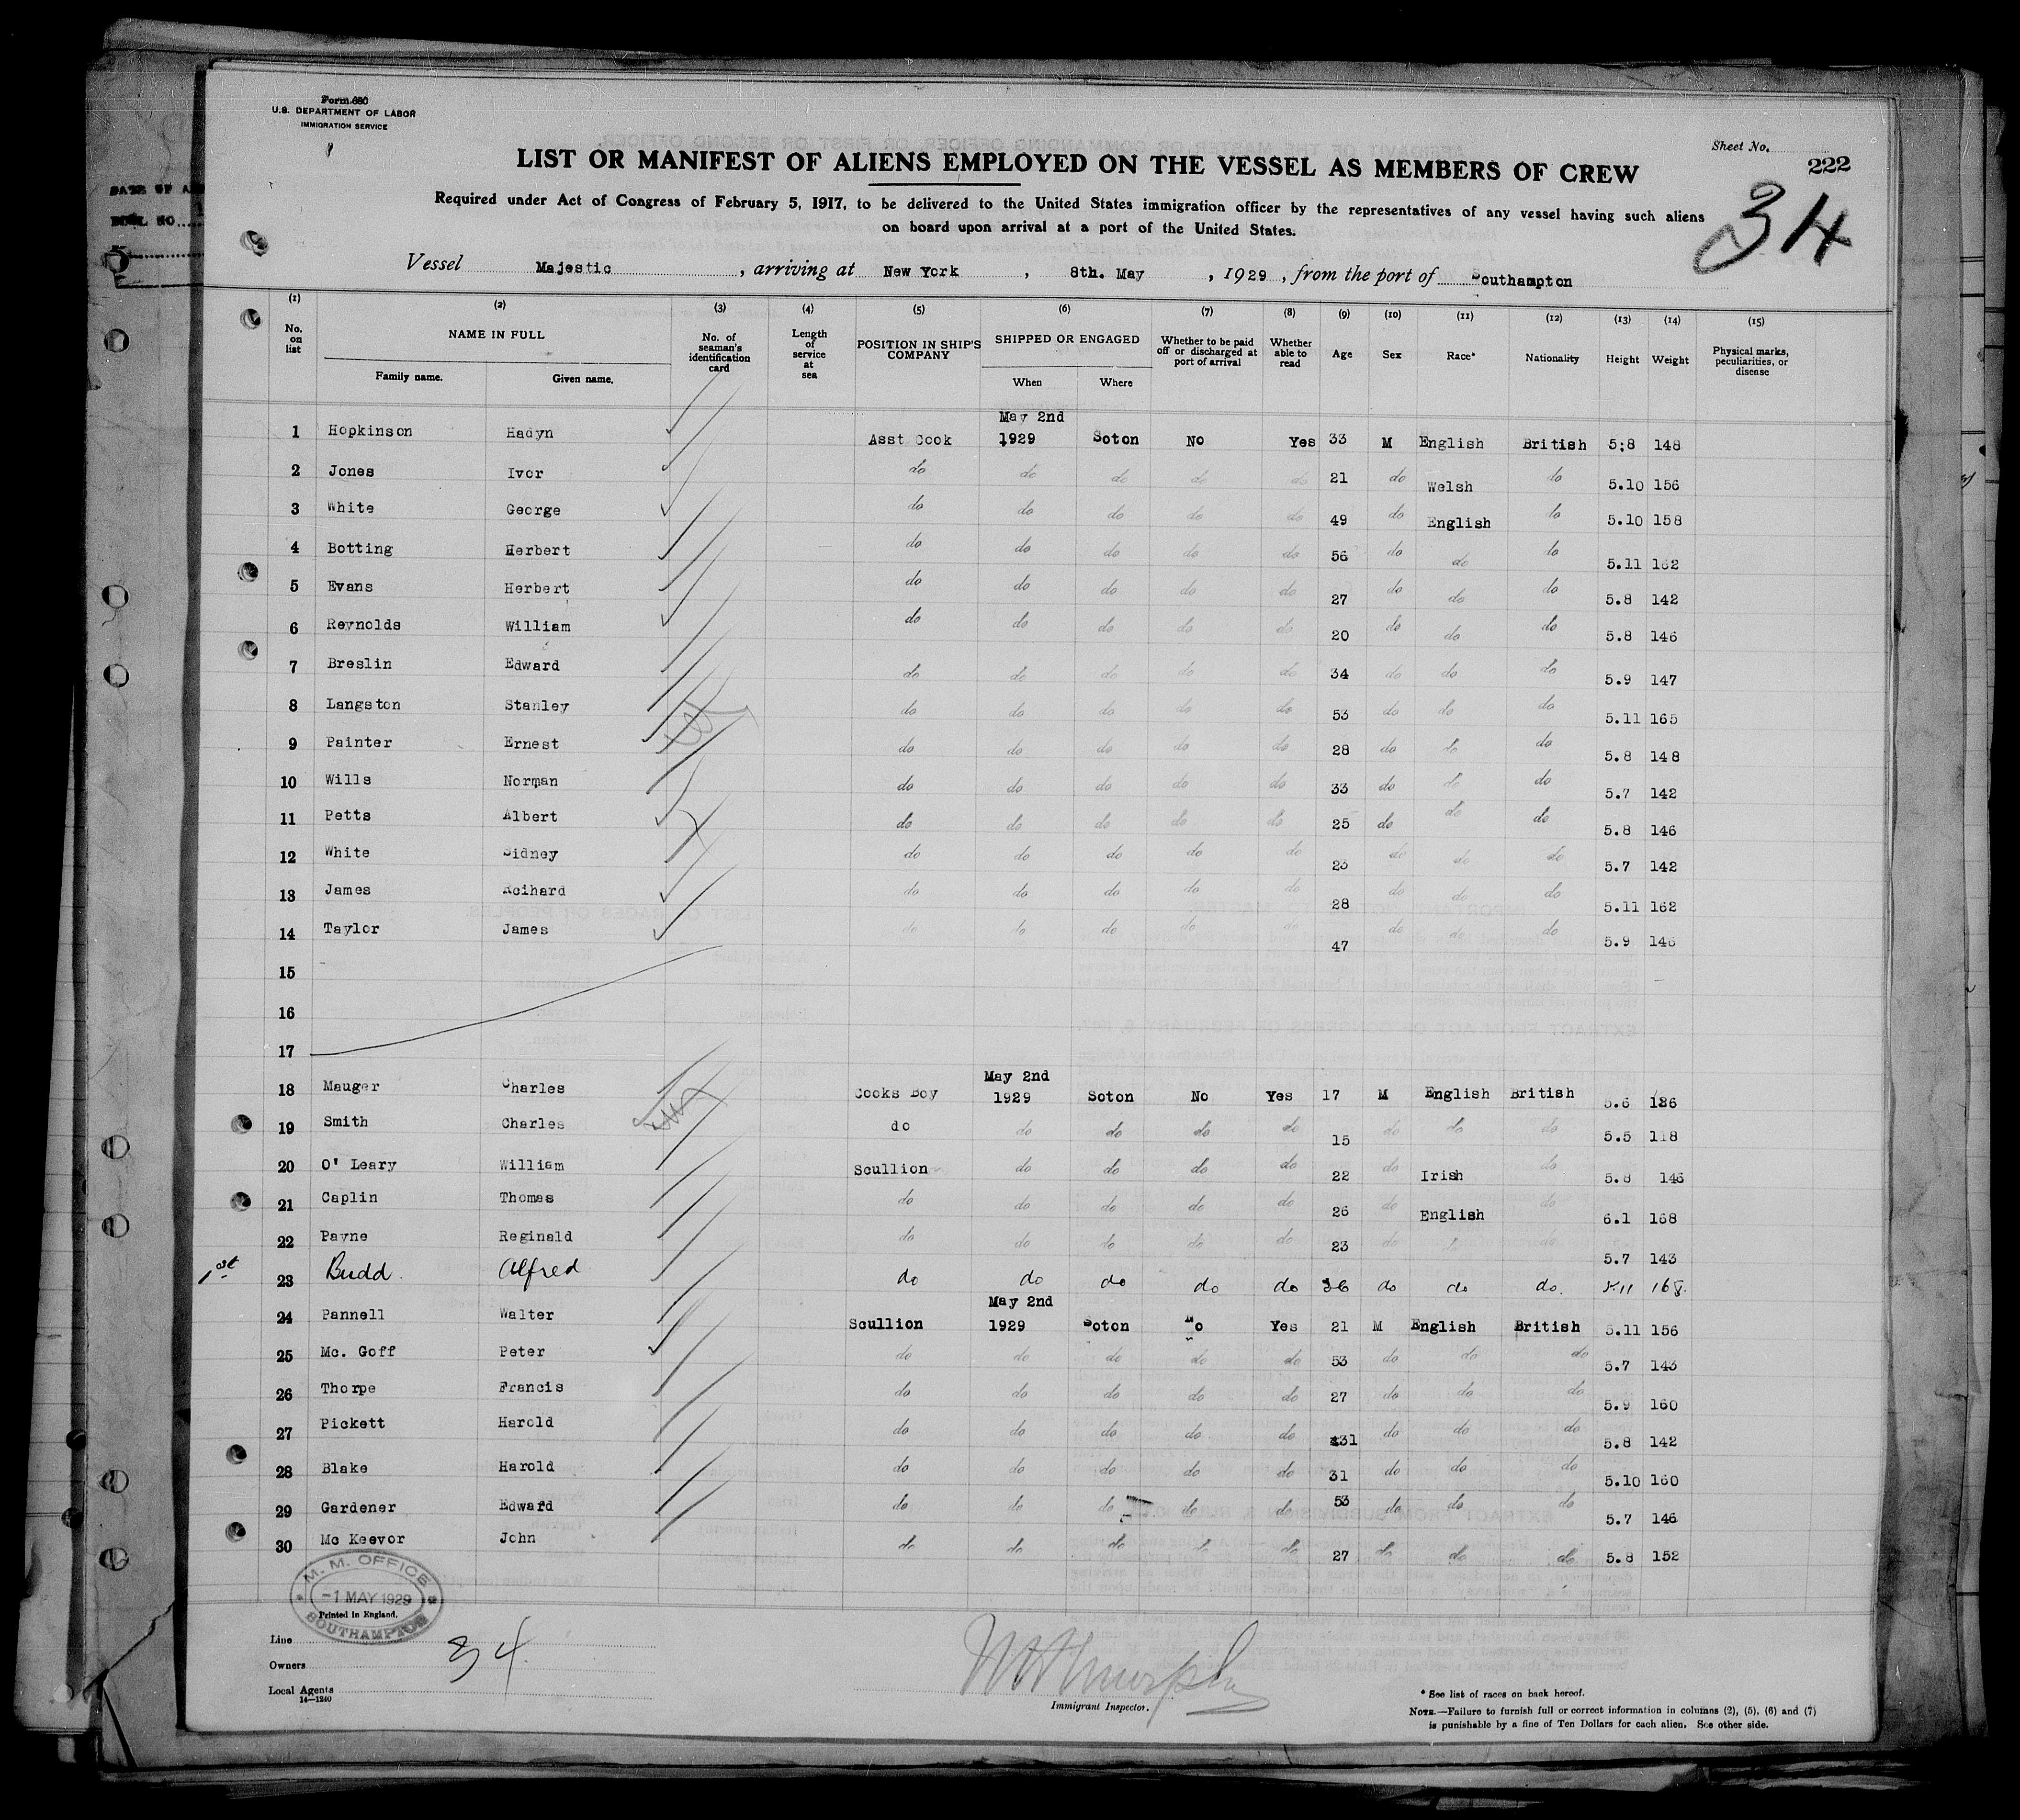 Form 680
U.S. DEPARTMENT OF LABOR
IMMIGRATION SERVICE
Sheet No.
222
34
LIST OR MANIFEST OF ALIENS EMPLOYED ON THE VESSEL AS MEMBERS OF CREW
Required under Act of Congress of February 5, 1917, to be delivered to the United States immigration officer by the representatives of any vessel having such aliens
on board upon arrival at a port of the United States.
Vessel Majestic, arriving at New York, 8th. May, 1929, from the port of Southampton
(1) (2) (3) (4) (5) (6) (7) (8) (9) (10) (11) (12) (13) (14) (15)
No. on list NAME IN FULL Family name. Given name. No. of seaman's identification card Length of service at sea POSITION IN SHIP'S COMPANY SHIPPED OR ENGAGED When Where Whether to be paid off or discharged at port of arrival Whether able to read Age Sex Race* Nationality Height Weight Physical marks, peculiarities, or disease
May 2nd
1 Hopkinson Hadyn Asst Cook 1929 Soton No Yes 33 M English British 5;8 148
2 Jones Ivor do do do do do 21 do Welsh do 5.10 156
3 White George do do do do do 49 do English do 5.10 158
4 Botting Herbert do do do do do 56 do do do 5.11 162
5 Evans Herbert do do do do do 27 do do do 5.8 142
6 Reynolds William do do do do do 20 do do do 5.8 146
7 Breslin Edward do do do do do 34 do do do 5.9 147
8 Langston Stanley do do do do do 53 do do do 5.11 165
9 Painter Ernest do do do do do 28 do do do 5.8 148
10 Wills Norman do do do do do 33 do do do 5.7 142
11 Petts Albert do do do do do 25 do do do 5.8 146
12 White Sidney do do do do do do do do 5.7 142
13 James Rcihard do do do do do 28 do do do 5.11 162
14 Taylor James do do do do do 47 do do do 5.9 146
15
16
17
May 2nd
18 Mauger Charles Cooks Boy 1929 Soton No Yes 17 M English British 5.6 136
19 Smith Charles do do do do do 15 do do do 5.5 118
20 O' Leary William Scullion do do do do 22 do Irish do 5.8 146
21 Caplin Thomas do do do do do 26 do English do 6.1 168
22 Payne Reginald do do do do do 23 do do do 5.7 143
1st 23 Budd Alfred do do do do do 36 do do do. 5.11 168.
May 2nd
24 Pannell Walter Scullion 1929 Soton No Yes 21 M English British 5.11 156
25 Mc. Goff Peter do do do do do 53 do do do 5.7 143
26 Thorpe Francis do do do do do 27 do do do 5.9 160
27 Pickett Harold do do do do do 31 do do do 5.8 142
28 Blake Harold do do do do do 31 do do do 5.10 160
29 Gardener Edward do do do do do 53 do do do 5.7 146
30 Mc Keevor John do do do do do 27 do do do 5.8 152
M. M. OFFICE
-1 MAY 1929
SOUTHAMPTON
Printed in England.
Line
Owners
34
Local Agents
14—1240
Immigrant Inspector.
* See list of races on back hereof.
NOTE.—Failure to furnish full or correct information in columns (2), (5), (6) and (7)
is punishable by a fine of Ten Dollars for each alien. See other side.